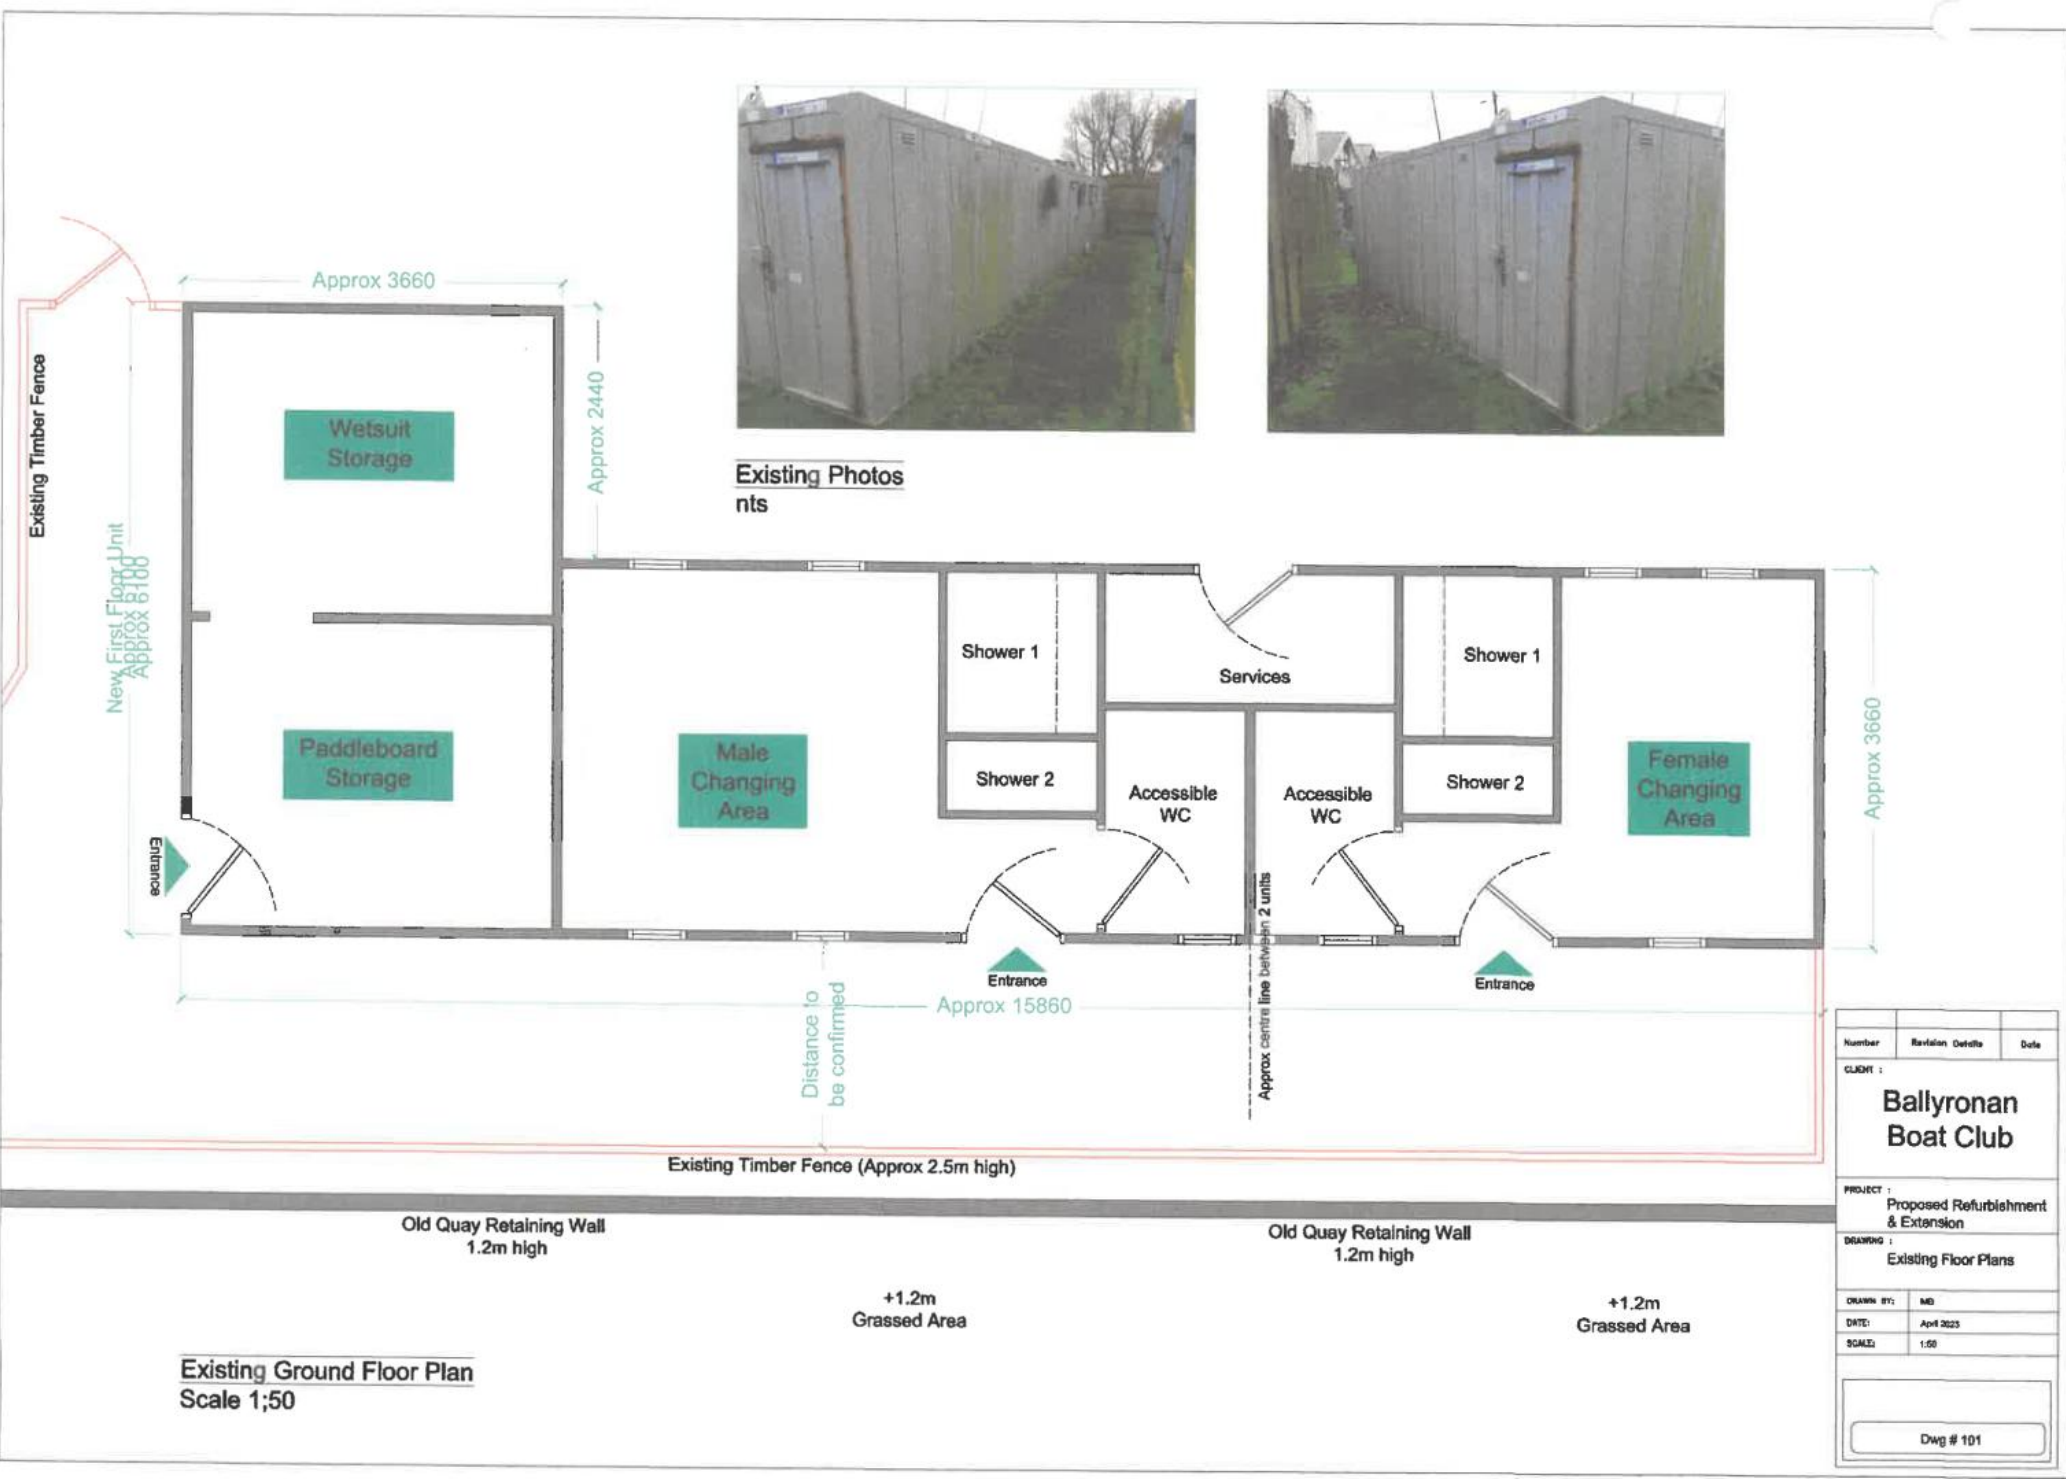 Approx 3660
Existing Timber Fence
Wetsuit
Storage
Approx 2440
Existing Photos
nts
New First Floor Unit
Approx 6100
Approx 6100
Paddleboard
Storage
Entrance
Male
Changing
Area
Shower 1
Shower 2
Services
Accessible
WC
Accessible
WC
Shower 1
Shower 2
Female
Changing
Area
Approx 3660
Entrance
Entrance
Approx 15860
Distance to
be confirmed
Approx centre line between 2 units
Existing Timber Fence (Approx 2.5m high)
Old Quay Retaining Wall
1.2m high
Old Quay Retaining Wall
1.2m high
+1.2m
Grassed Area
+1.2m
Grassed Area
Existing Ground Floor Plan
Scale 1;50
Number Revision Details Date
CLIENT :
Ballyronan
Boat Club
PROJECT :
Proposed Refurbishment
& Extension
DRAWING :
Existing Floor Plans
DRAWN BY:
DATE: April 2023
SCALE: 1:50
Dwg # 101